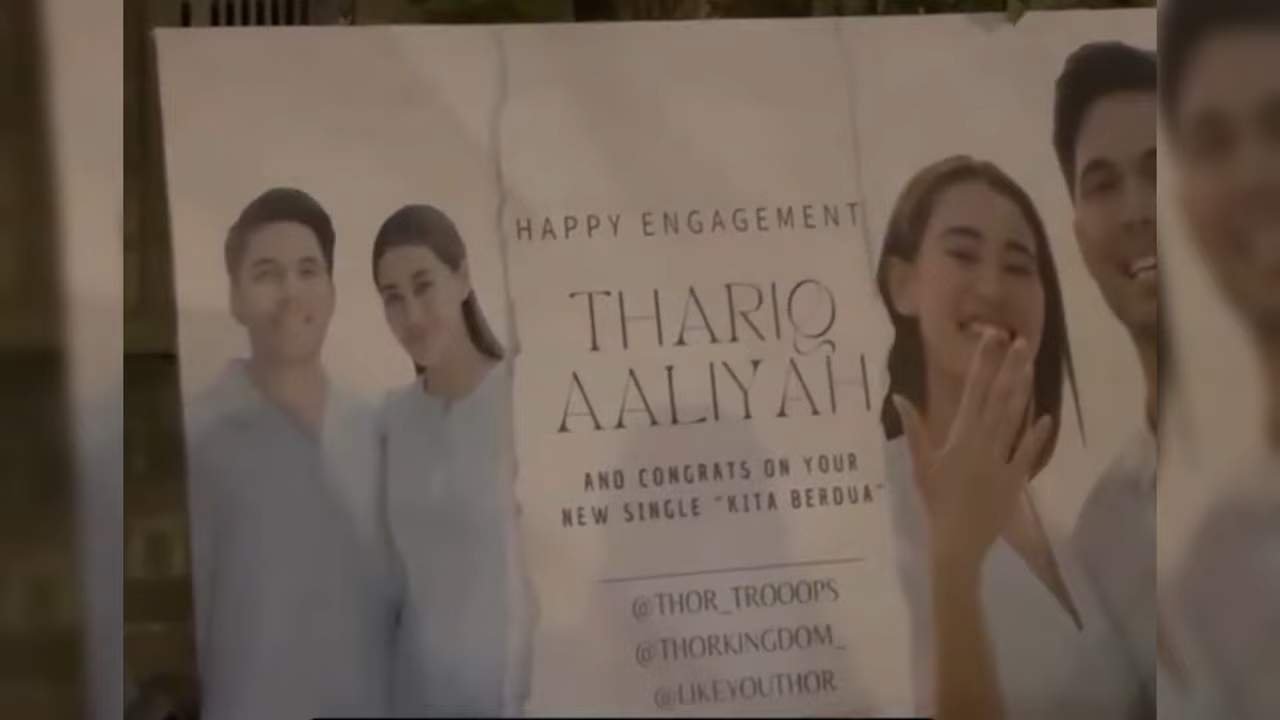 HAPPY ENGAGEMENT
THARIQ
AALIYAH
AND CONGRATS ON YOUR
NEW SINGLE "KITA BERDUA"
@THOR_TROOOPS
@THORKINGDOM_
@LIKEYOUTHOR